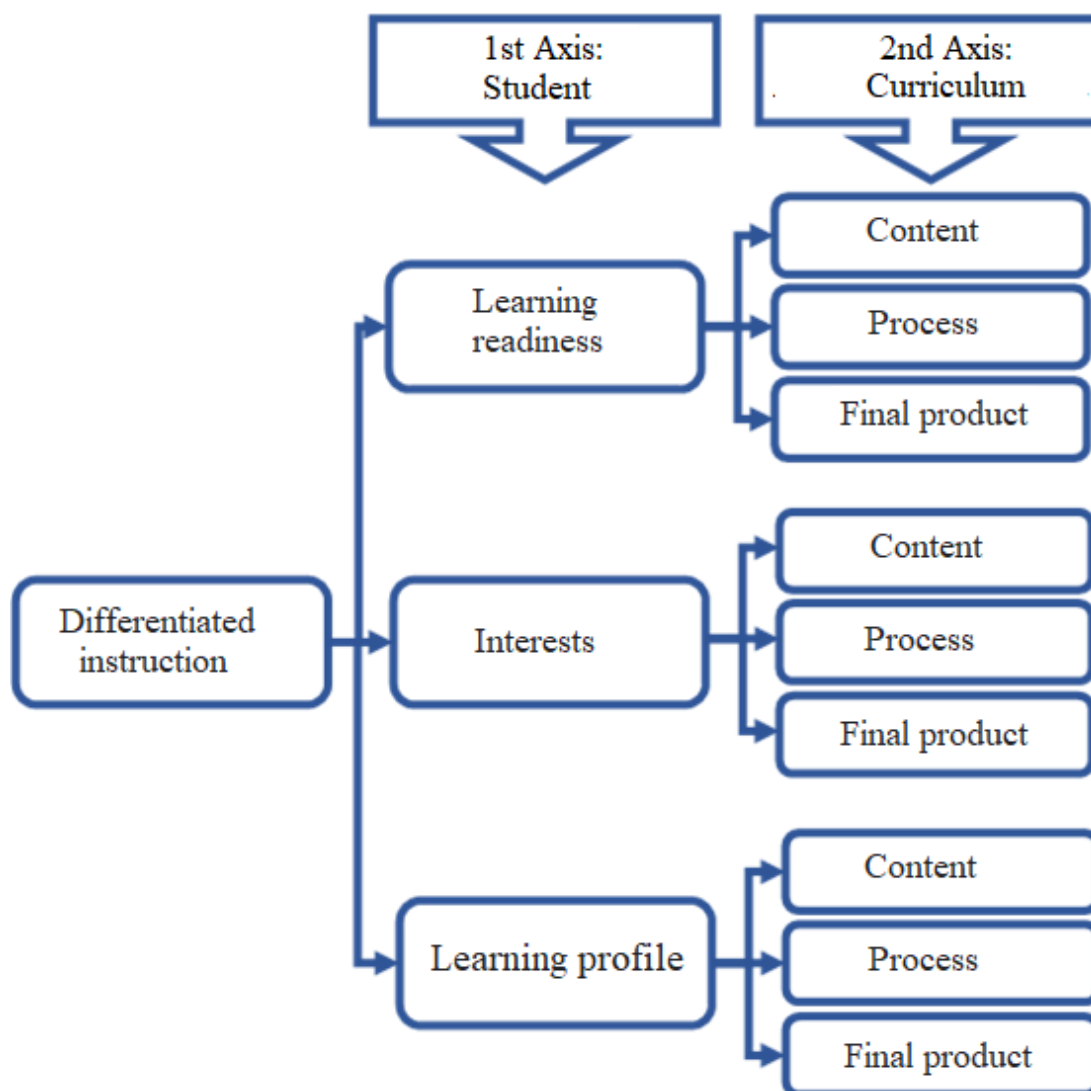 1st Axis:
Student
2nd Axis:
Curriculum
Content
Learning
readiness
Process
Final product
Content
Differentiated
instruction
Interests
Process
Final product
Content
Learning profile
Process
Final product